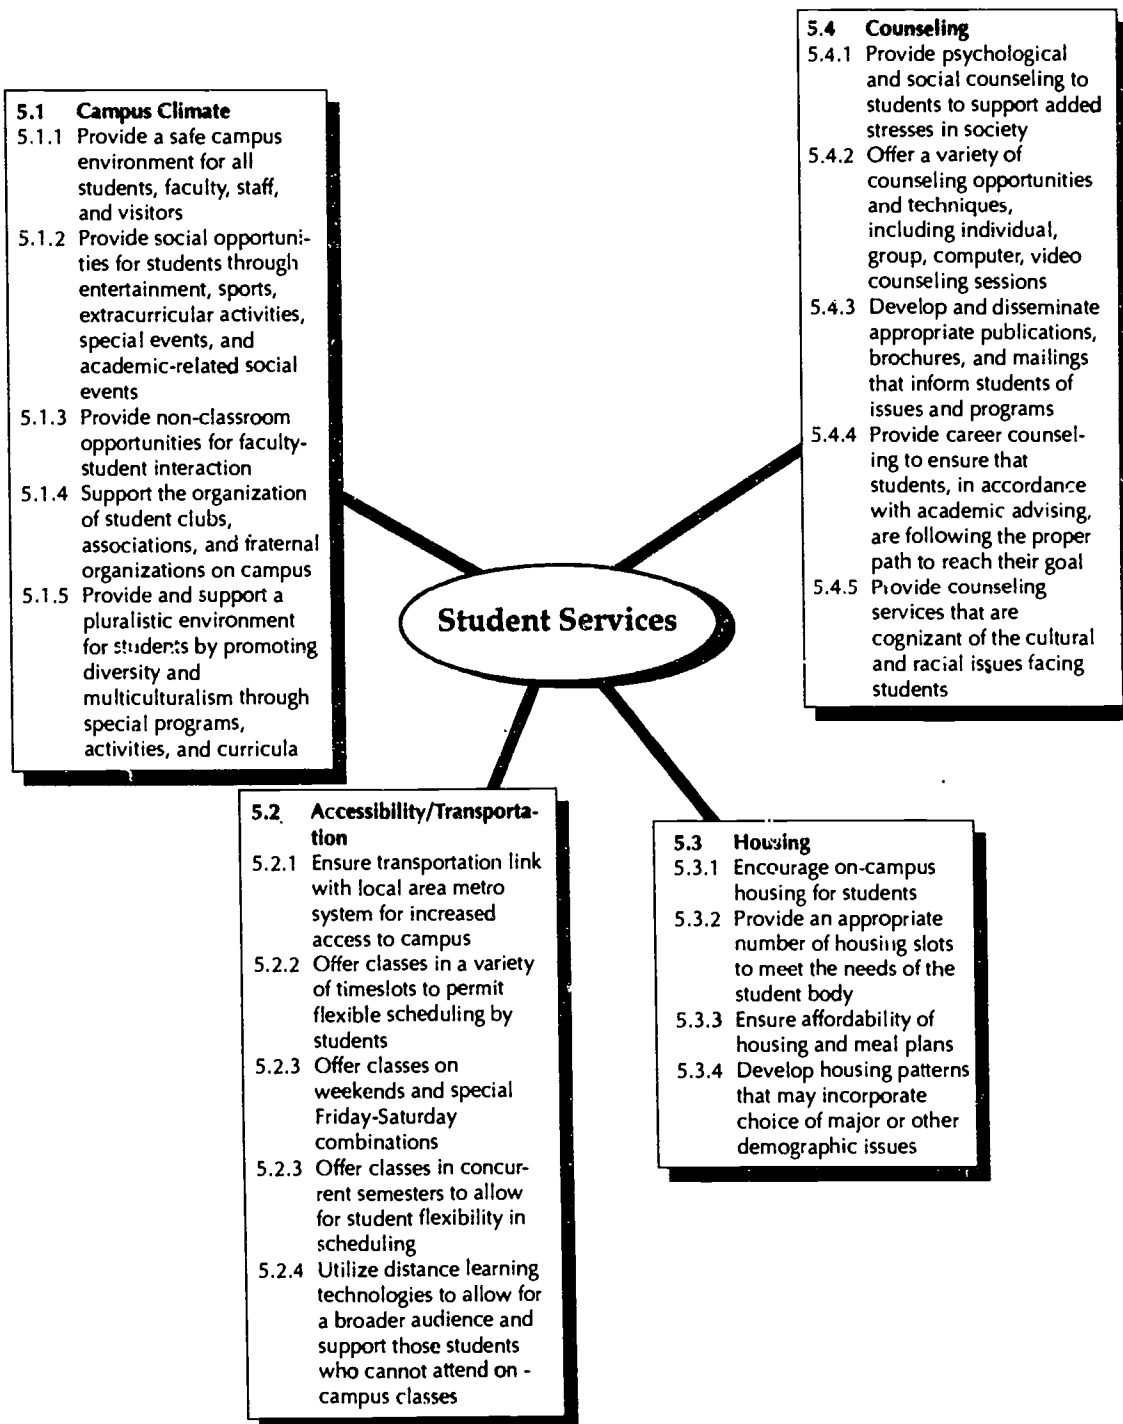 5.1 Campus Climate
5.1.1 Provide a safe campus
environment for all
students, faculty, staff,
and visitors
5.1.2 Provide social opportuni-
ties for students through
entertainment, sports,
extracurricular activities,
special events, and
academic-related social
events
5.1.3 Provide non-classroom
opportunities for faculty-
student interaction
5.1.4 Support the organization
of student clubs,
associations, and fraternal
organizations on campus
5.1.5 Provide and support a
pluralistic environment
for students by promoting
diversity and
multiculturalism through
special programs,
activities, and curricula
5.4 Counseling
5.4.1 Provide psychological
and social counseling to
students to support added
stresses in society
5.4.2 Offer a variety of
counseling opportunities
and techniques,
including individual,
group, computer, video
counseling sessions
5.4.3 Develop and disseminate
appropriate publications,
brochures, and mailings
that inform students of
issues and programs
5.4.4 Provide career counsel-
ing to ensure that
students, in accordance
with academic advising,
are following the proper
path to reach their goal
5.4.5 Provide counseling
services that are
cognizant of the cultural
and racial issues facing
students
Student Services
5.2 Accessibility/Transporta-
tion
5.2.1 Ensure transportation link
with local area metro
system for increased
access to campus
5.2.2 Offer classes in a variety
of timeslots to permit
flexible scheduling by
students
5.2.3 Offer classes on
weekends and special
Friday-Saturday
combinations
5.2.3 Offer classes in concur-
rent semesters to allow
for student flexibility in
scheduling
5.2.4 Utilize distance learning
technologies to allow for
a broader audience and
support those students
who cannot attend on -
campus classes
5.3 Housing
5.3.1 Encourage on-campus
housing for students
5.3.2 Provide an appropriate
number of housing slots
to meet the needs of the
student body
5.3.3 Ensure affordability of
housing and meal plans
5.3.4 Develop housing patterns
that may incorporate
choice of major or other
demographic issues